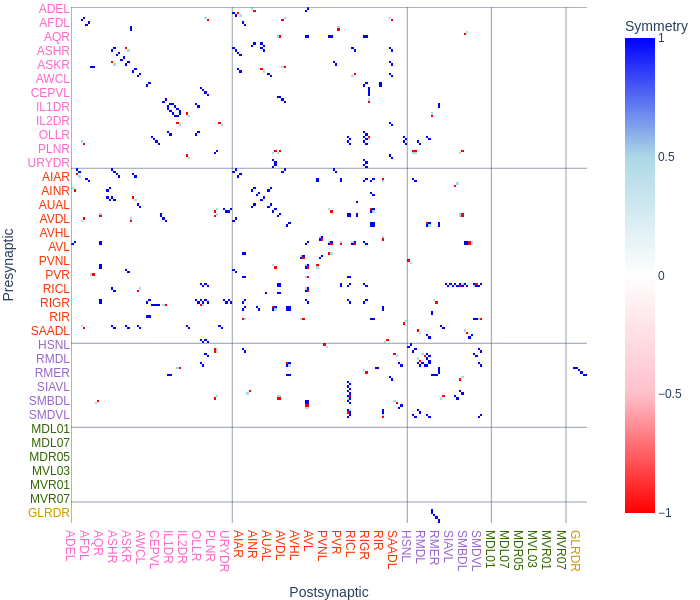 Symmetry
1
0.5
0
−0.5
−1
Presynaptic
ADEL
AFDL
AQR
ASHR
ASKR
AWCL
CEPVL
IL1DR
IL2DR
OLLR
PLNR
URYDR
AIAR
AINR
AUAL
AVDL
AVHL
AVL
PVNL
PVR
RICL
RIGR
RIR
SAADL
HSNL
RMDL
RMER
SIAVL
SMBDL
SMDVL
MDL01
MDL07
MDR05
MVL03
MVR01
MVR07
GLRDR
ADEL
AFDL
AQR
ASHR
ASKR
AWCL
CEPVL
IL1DR
IL2DR
OLLR
PLNR
URYDR
AIAR
AINR
AUAL
AVDL
AVHL
AVL
PVNL
PVR
RICL
RIGR
RIR
SAADL
HSNL
RMDL
RMER
SIAVL
SMBDL
SMDVL
MDL01
MDL07
MDR05
MVL03
MVR01
MVR07
GLRDR
Postsynaptic